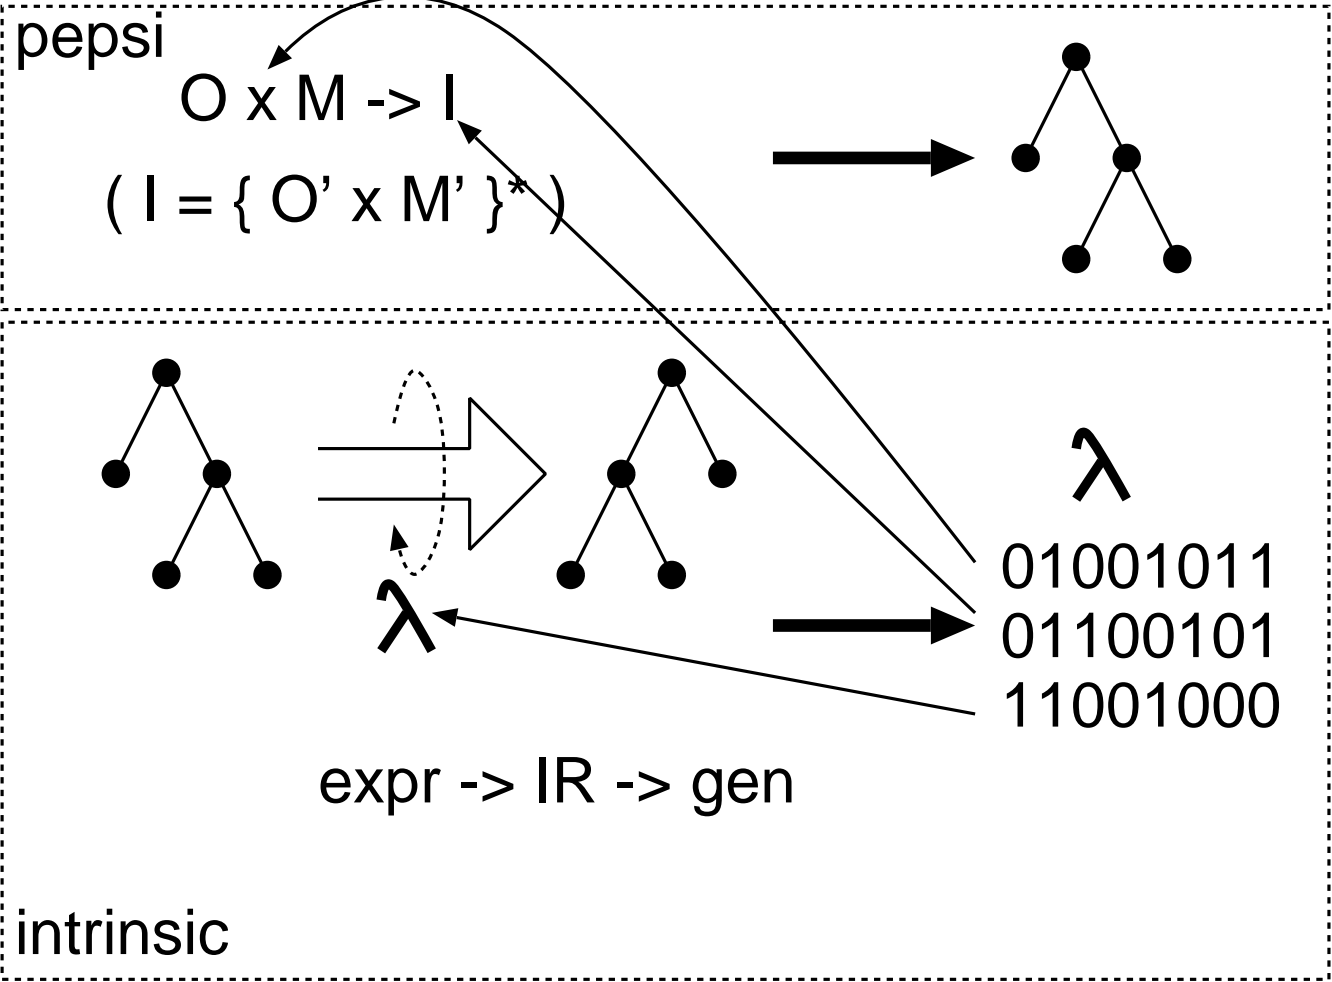 pepsi
O x M -> I
( I = { O’ x M’ }* )
λ
01001011
01100101
11001000
λ
expr -> IR -> gen
intrinsic